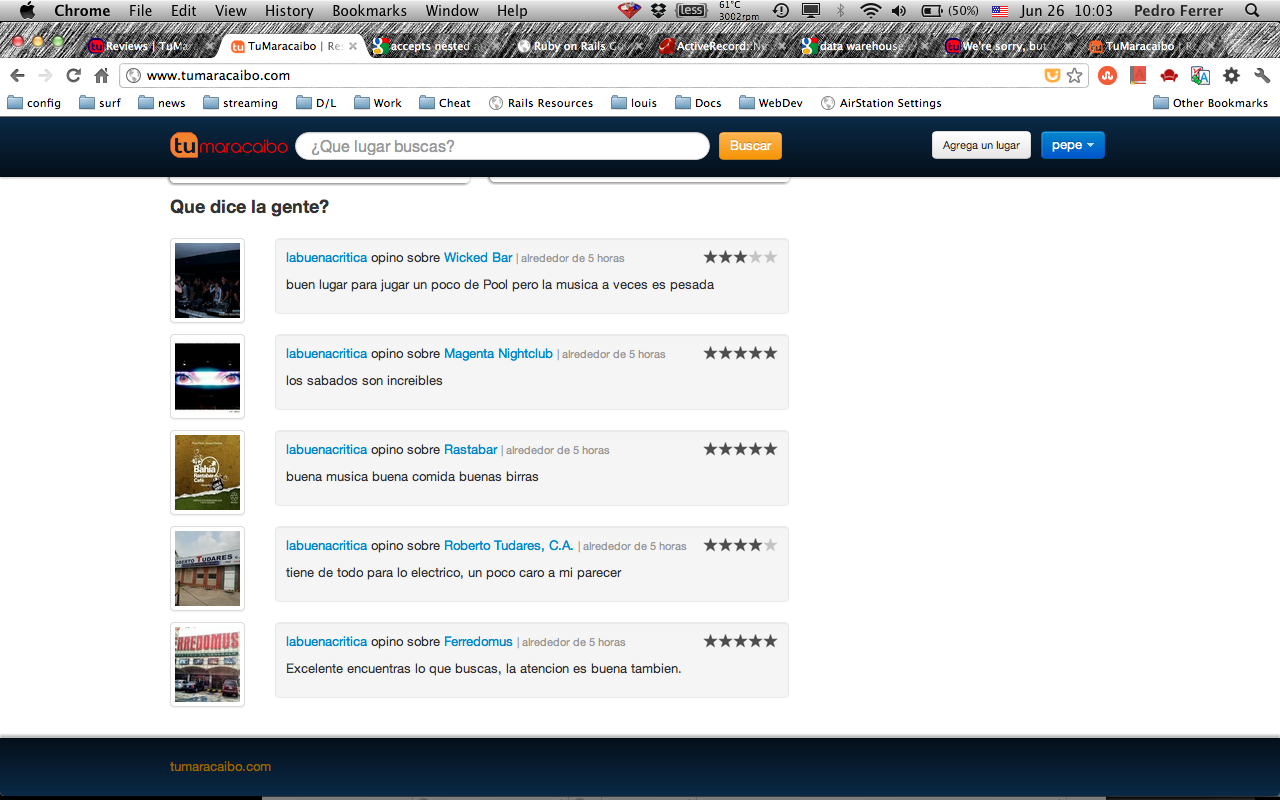 Chrome File Edit View History Bookmarks Window Help {less} 61°C 3002rpm (50%) Jun 26 10:03 Pedro Ferrer
Reviews | TuMa TuMaracaibo | Re accepts nested Ruby on Rails ActiveRecord::Ne data warehouse We're sorry, but TuMaracaibo |
www.tumaracaibo.com
config surf news streaming D/L Work Cheat Rails Resources louis Docs WebDev AirStation Settings Other Bookmarks
tumaracaibo ¿Que lugar buscas? Buscar Agrega un lugar pepe
Que dice la gente?
labuenacritica opino sobre Wicked Bar | alrededor de 5 horas
buen lugar para jugar un poco de Pool pero la musica a veces es pesada
labuenacritica opino sobre Magenta Nightclub | alrededor de 5 horas
los sabados son increibles
Bahia
Rastabar
Café
labuenacritica opino sobre Rastabar | alrededor de 5 horas
buena musica buena comida buenas birras
OBERTO TUDARES
labuenacritica opino sobre Roberto Tudares, C.A. | alrededor de 5 horas
tiene de todo para lo electrico, un poco caro a mi parecer
RREDOMUS
labuenacritica opino sobre Ferredomus | alrededor de 5 horas
Excelente encuentras lo que buscas, la atencion es buena tambien.
tumaracaibo.com